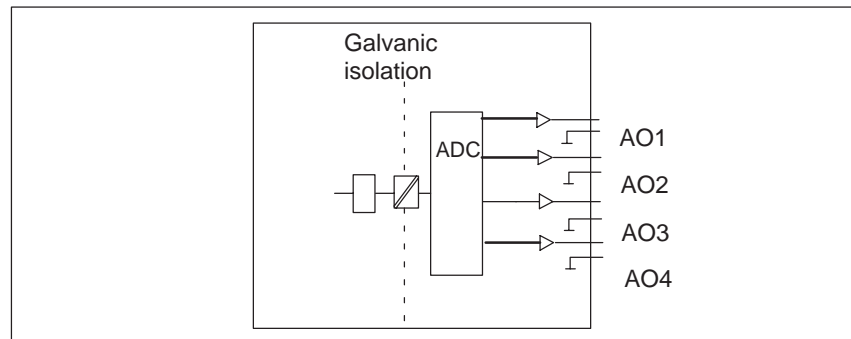 Galvanic
isolation
ADC
AO1
AO2
AO3
AO4